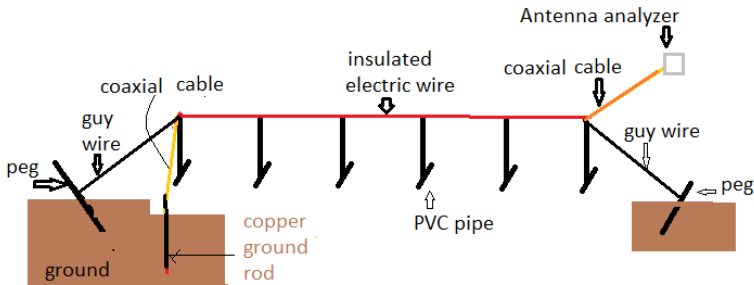 Antenna analyzer
insulated
electric wire
coaxial cable
coaxial cable
guy
wire
guy wire
peg
peg
PVC pipe
copper
ground
rod
ground